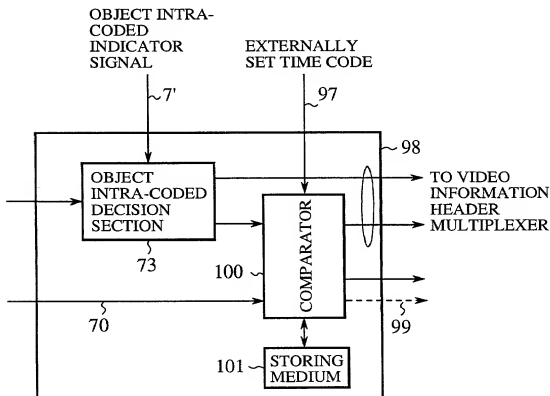 OBJECT INTRA-
CODED
INDICATOR
SIGNAL
EXTERNALLY
SET TIME CODE
7'
97
98
OBJECT
INTRA-CODED
DECISION
SECTION
73
TO VIDEO
INFORMATION
HEADER
MULTIPLEXER
COMPARATOR
100
70
99
101
STORING
MEDIUM